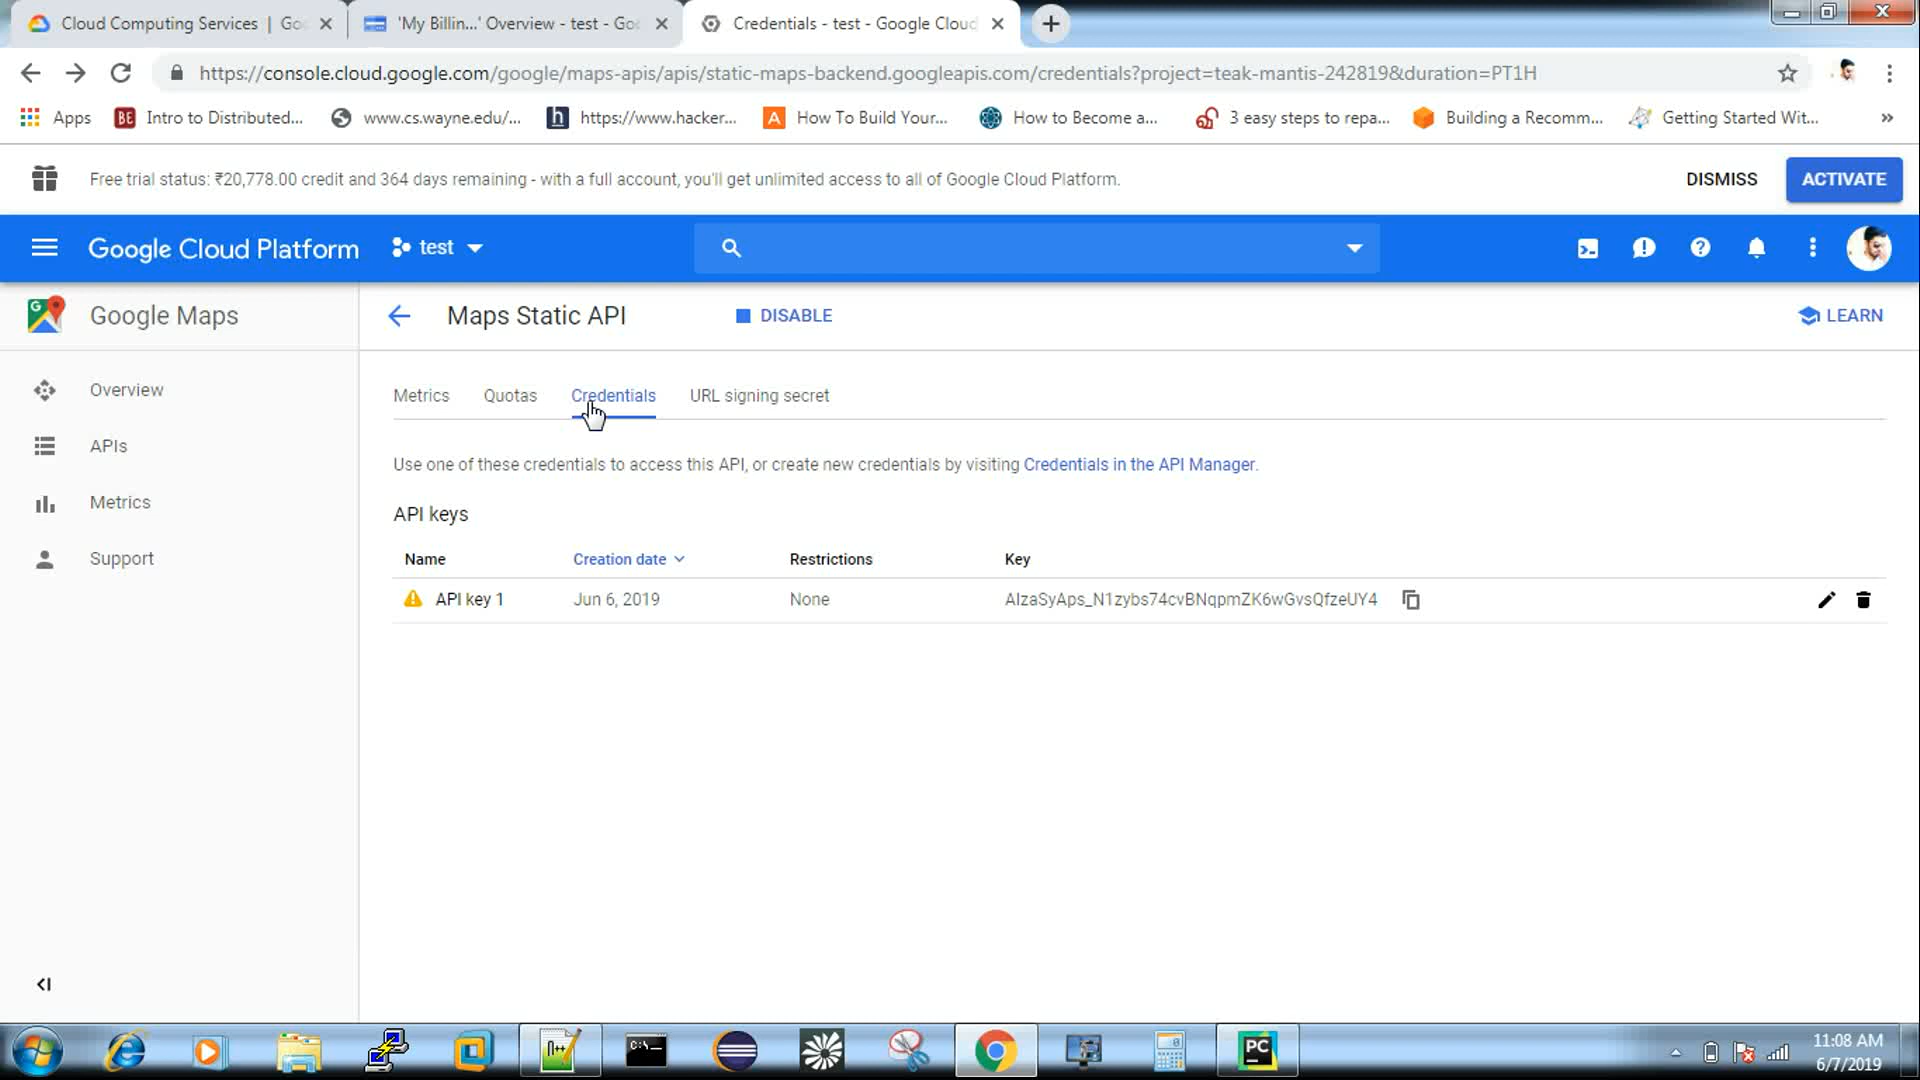 Cloud Computing Services | Go
'My Billin...' Overview - test - Go
Credentials - test - Google Cloud
https://console.cloud.google.com/google/maps-apis/apis/static-maps-backend.googleapis.com/credentials?project=teak-mantis-242819&duration=PT1H
Apps
BE Intro to Distributed...
www.cs.wayne.edu/...
h https://www.hacker...
A How To Build Your...
How to Become a...
3 easy steps to repa...
Building a Recomm...
Getting Started Wit...
»
Free trial status: ₹20,778.00 credit and 364 days remaining - with a full account, you'll get unlimited access to all of Google Cloud Platform.
DISMISS
ACTIVATE
Google Cloud Platform
test
Google Maps
Maps Static API
DISABLE
LEARN
Overview
APIs
Metrics
Support
Metrics
Quotas
Credentials
URL signing secret
Use one of these credentials to access this API, or create new credentials by visiting Credentials in the API Manager.
API keys
Name Creation date Restrictions Key
API key 1 Jun 6, 2019 None AIzaSyAps_N1zybs74cvBNqpmZK6wGvsQfzeUY4
11:08 AM
6/7/2019